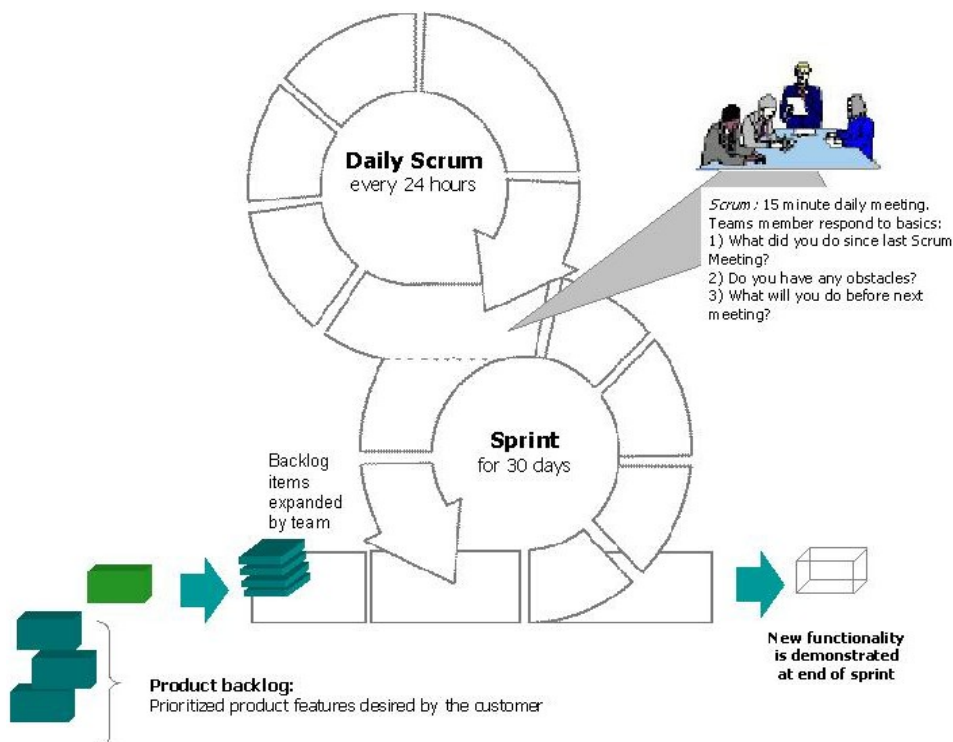 Daily Scrum
every 24 hours
Scrum : 15 minute daily meeting.
Teams member respond to basics:
1) What did you do since last Scrum
Meeting?
2) Do you have any obstacles?
3) What will you do before next
meeting?
Sprint
for 30 days
Backlog
items
expanded
by team
New functionality
is demonstrated
at end of sprint
Product backlog:
Prioritized product features desired by the customer